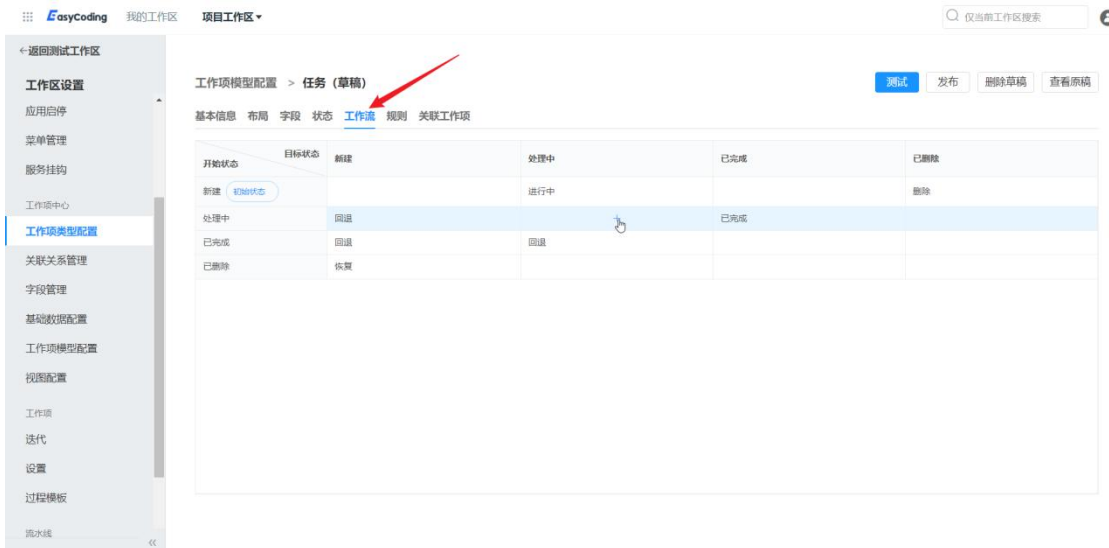 EasyCoding 我的工作区 项目工作区 仅当前工作区搜索
←返回测试工作区
工作区设置
应用启停
菜单管理
服务挂钩
工作项中心
工作项类型配置
关联关系管理
字段管理
基础数据配置
工作项模型配置
视图配置
工作项
迭代
设置
过程模板
流水线
工作项模型配置 > 任务（草稿） 测试 发布 删除草稿 查看原稿
基本信息 布局 字段 状态 工作流 规则 关联工作项
开始状态 目标状态 新建 处理中 已完成 已删除
新建 初始状态 进行中 删除
处理中 回退 已完成
已完成 回退 回退
已删除 恢复